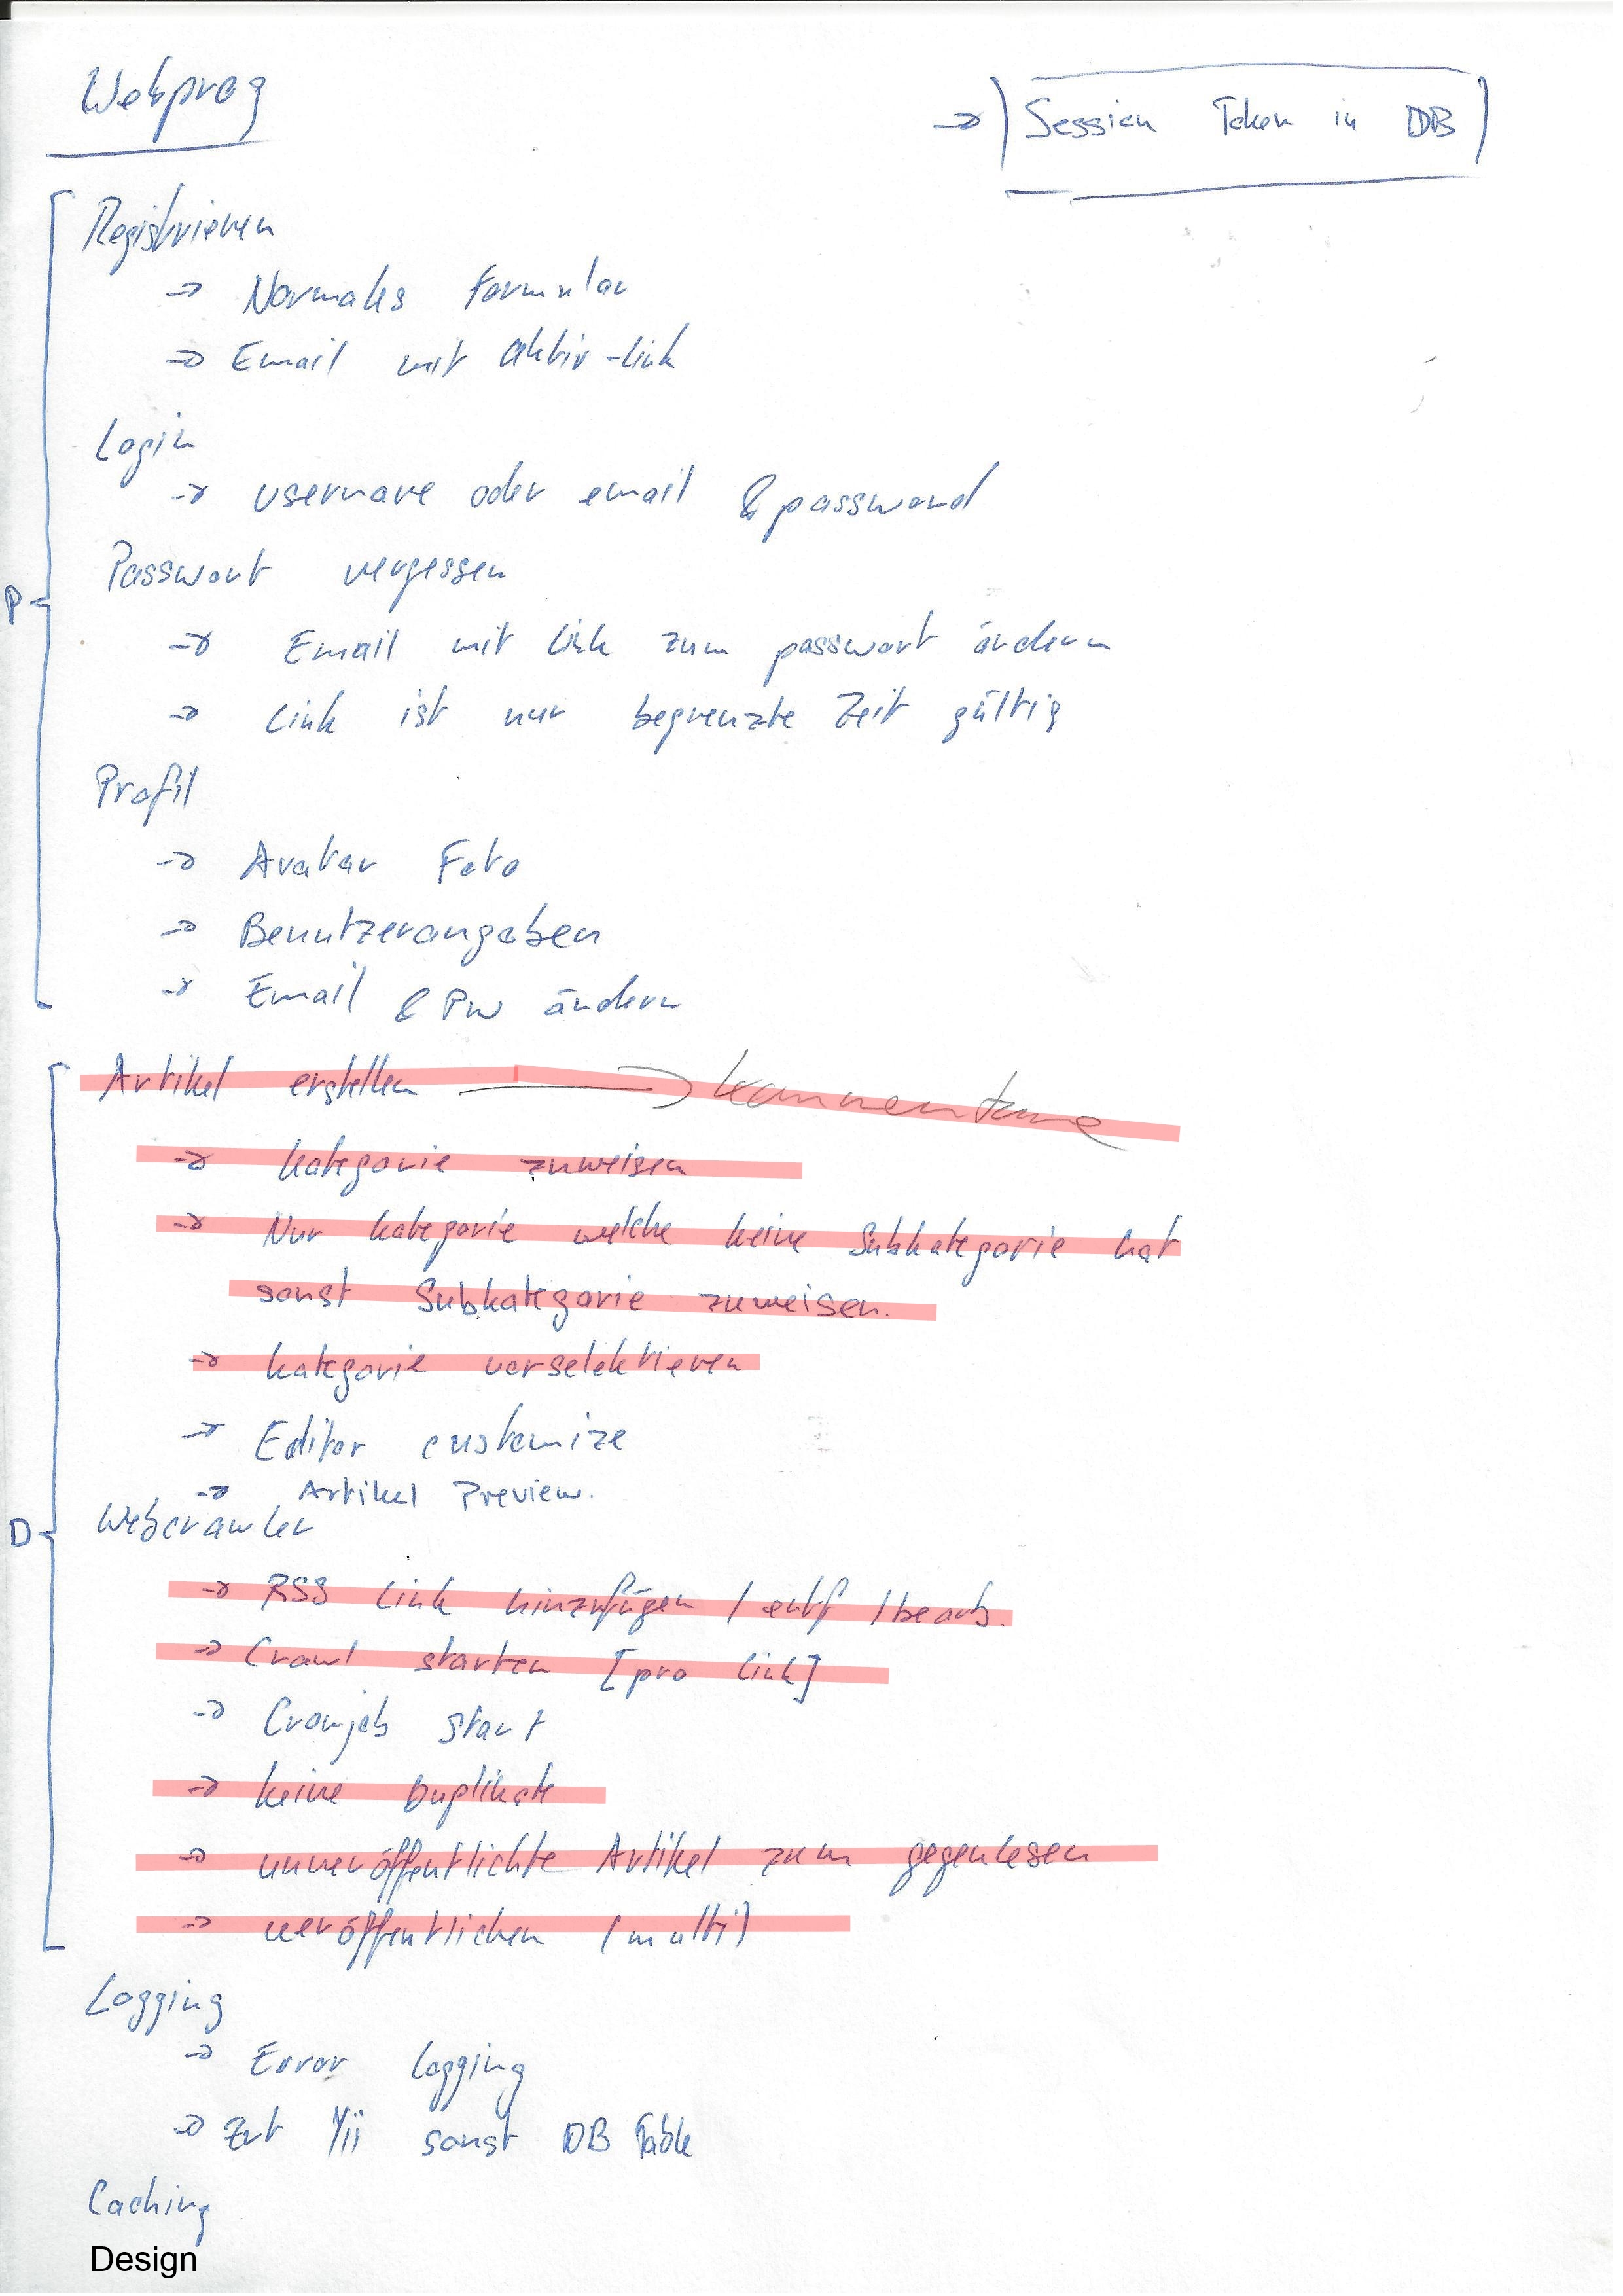 Webprog
→ | Session Token in DB |
Registrieren
→ Normales Formular
→ Email mit Aktiv-Link
Login
→ username oder email & password
Passwort vergessen
P
→ Email mit Link zum passwort ändern
→ Link ist nur begrenzte Zeit gültig
Profil
→ Avatar Foto
→ Benutzerangaben
→ Email & PW ändern
Artikel erstellen → Kommentare
→ Kategorie zuweisen
→ Nur Kategorie welche keine Subkategorie hat
sonst Subkategorie zuweisen.
→ Kategorie vorselektieren
→ Editor customize
→ Artikel Preview.
D
Webcrawler
→ RSS Link hinzufügen / entf / bearb.
→ Crawl starten [pro Link]
→ Cronjob start
→ keine Duplikate
→ unveröffentlichte Artikel zum gegenlesen
→ veröffentlichen (multi)
Logging
→ Error logging
→ Yii sonst DB Table
Caching
Design